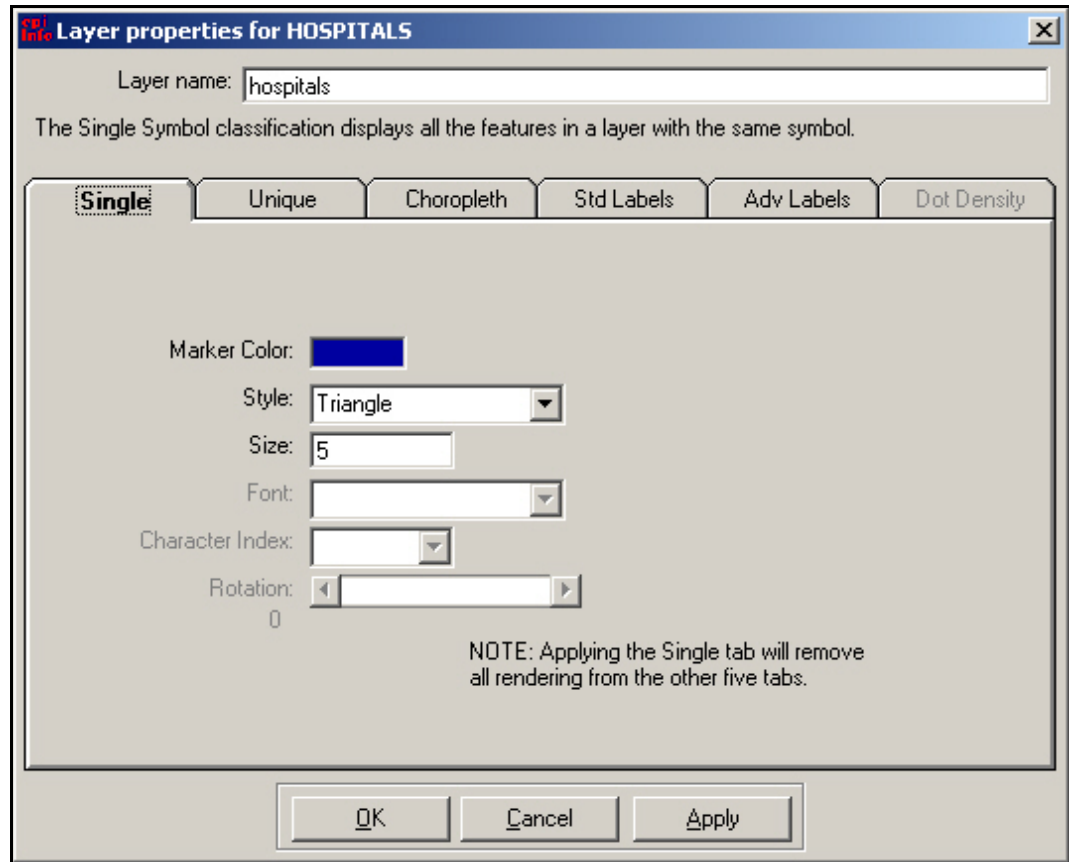 epi info Layer properties for HOSPITALS
Layer name: hospitals
The Single Symbol classification displays all the features in a layer with the same symbol.
Single Unique Choropleth Std Labels Adv Labels Dot Density
Marker Color:
Style: Triangle
Size: 5
Font:
Character Index:
Rotation:
0
NOTE: Applying the Single tab will remove
all rendering from the other five tabs.
OK Cancel Apply